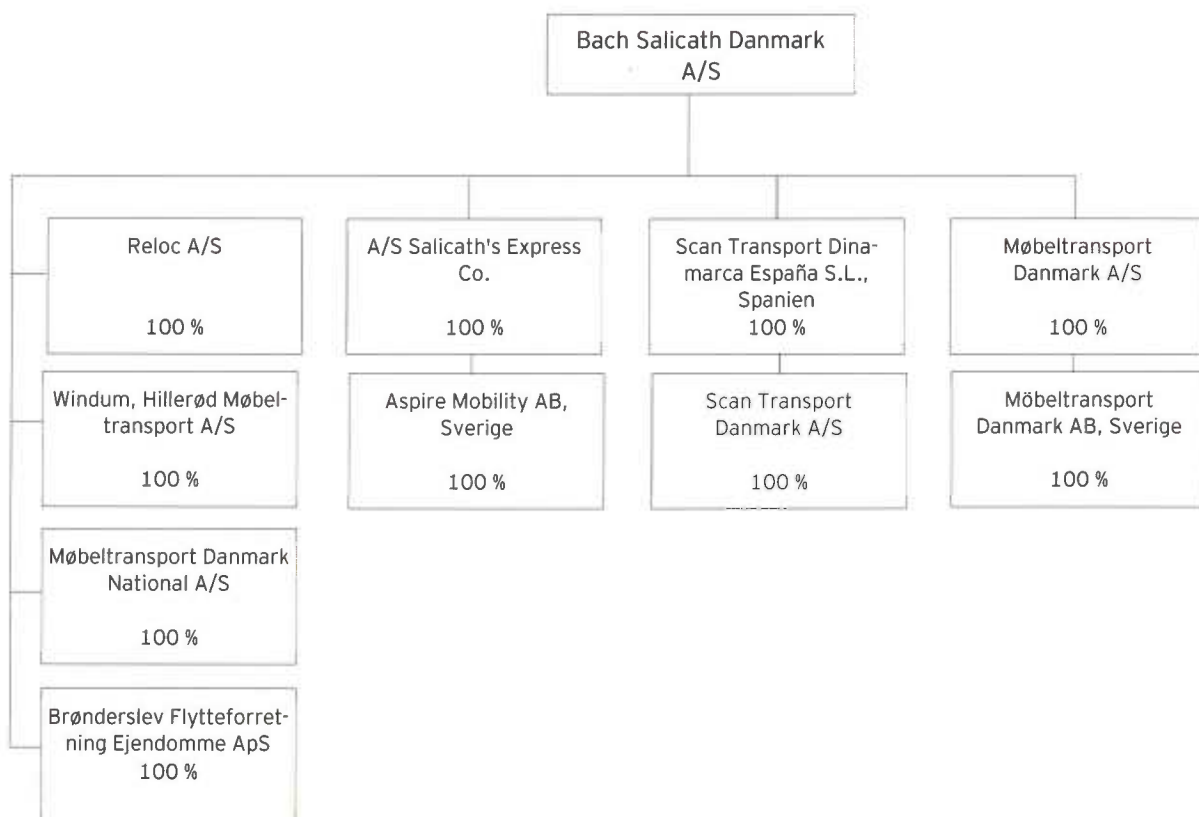 Bach Salicath Danmark
A/S
Reloc A/S
100 %
A/S Salicath's Express
Co.
100 %
Scan Transport Dina-
marca España S.L.,
Spanien
100 %
Møbeltransport
Danmark A/S
100 %
Windum, Hillerød Møbel-
transport A/S
100 %
Aspire Mobility AB,
Sverige
100 %
Scan Transport
Danmark A/S
100 %
Möbeltransport
Danmark AB, Sverige
100 %
Møbeltransport Danmark
National A/S
100 %
Brønderslev Flytteforret-
ning Ejendomme ApS
100 %